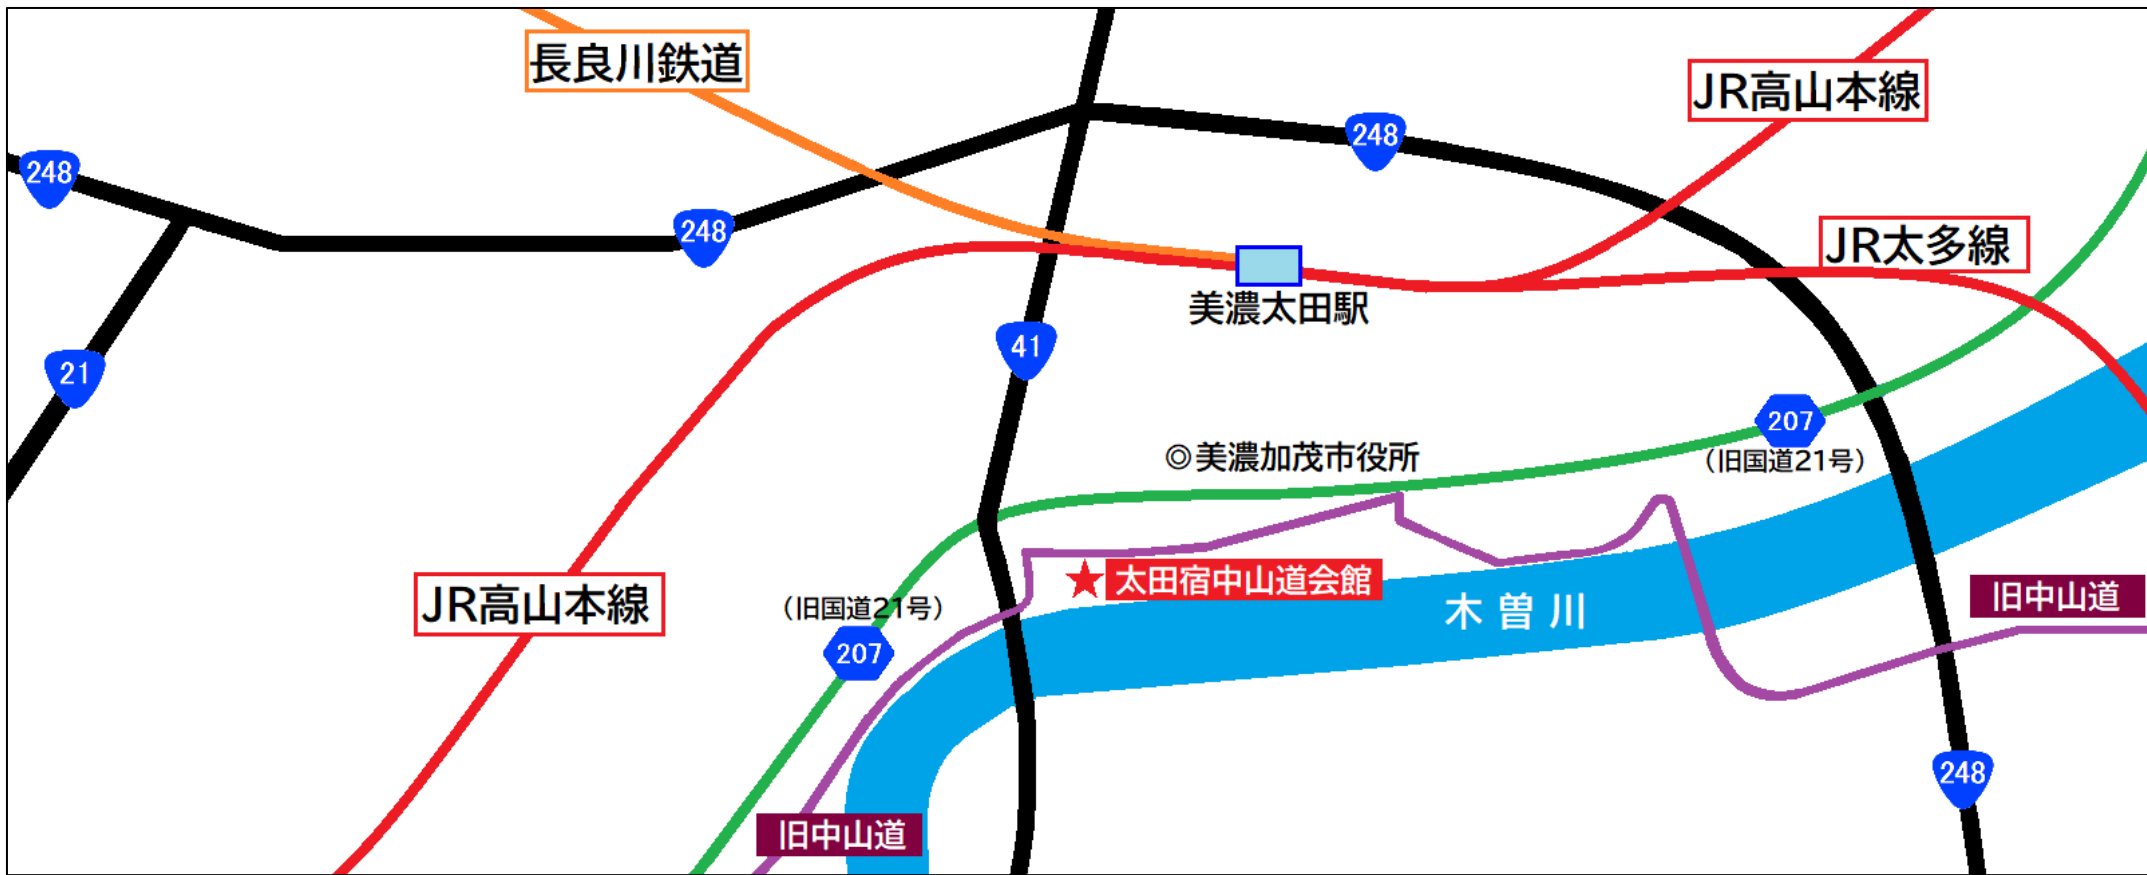 長良川鉄道
JR高山本線
248
248
248
JR太多線
美濃太田駅
41
21
207
(旧国道21号)
◎美濃加茂市役所
太田宿中山道会館
JR高山本線
(旧国道21号)
207
木曽川
旧中山道
248
旧中山道